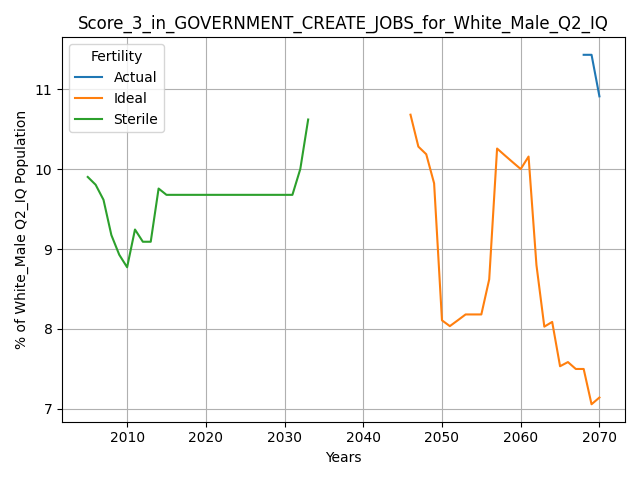 Score_3_in_GOVERNMENT_CREATE_JOBS_for_White_Male_Q2_IQ
Fertility
Actual
Ideal
Sterile
% of White_Male Q2_IQ Population
11
10
9
8
7
2010 2020 2030 2040 2050 2060 2070
Years